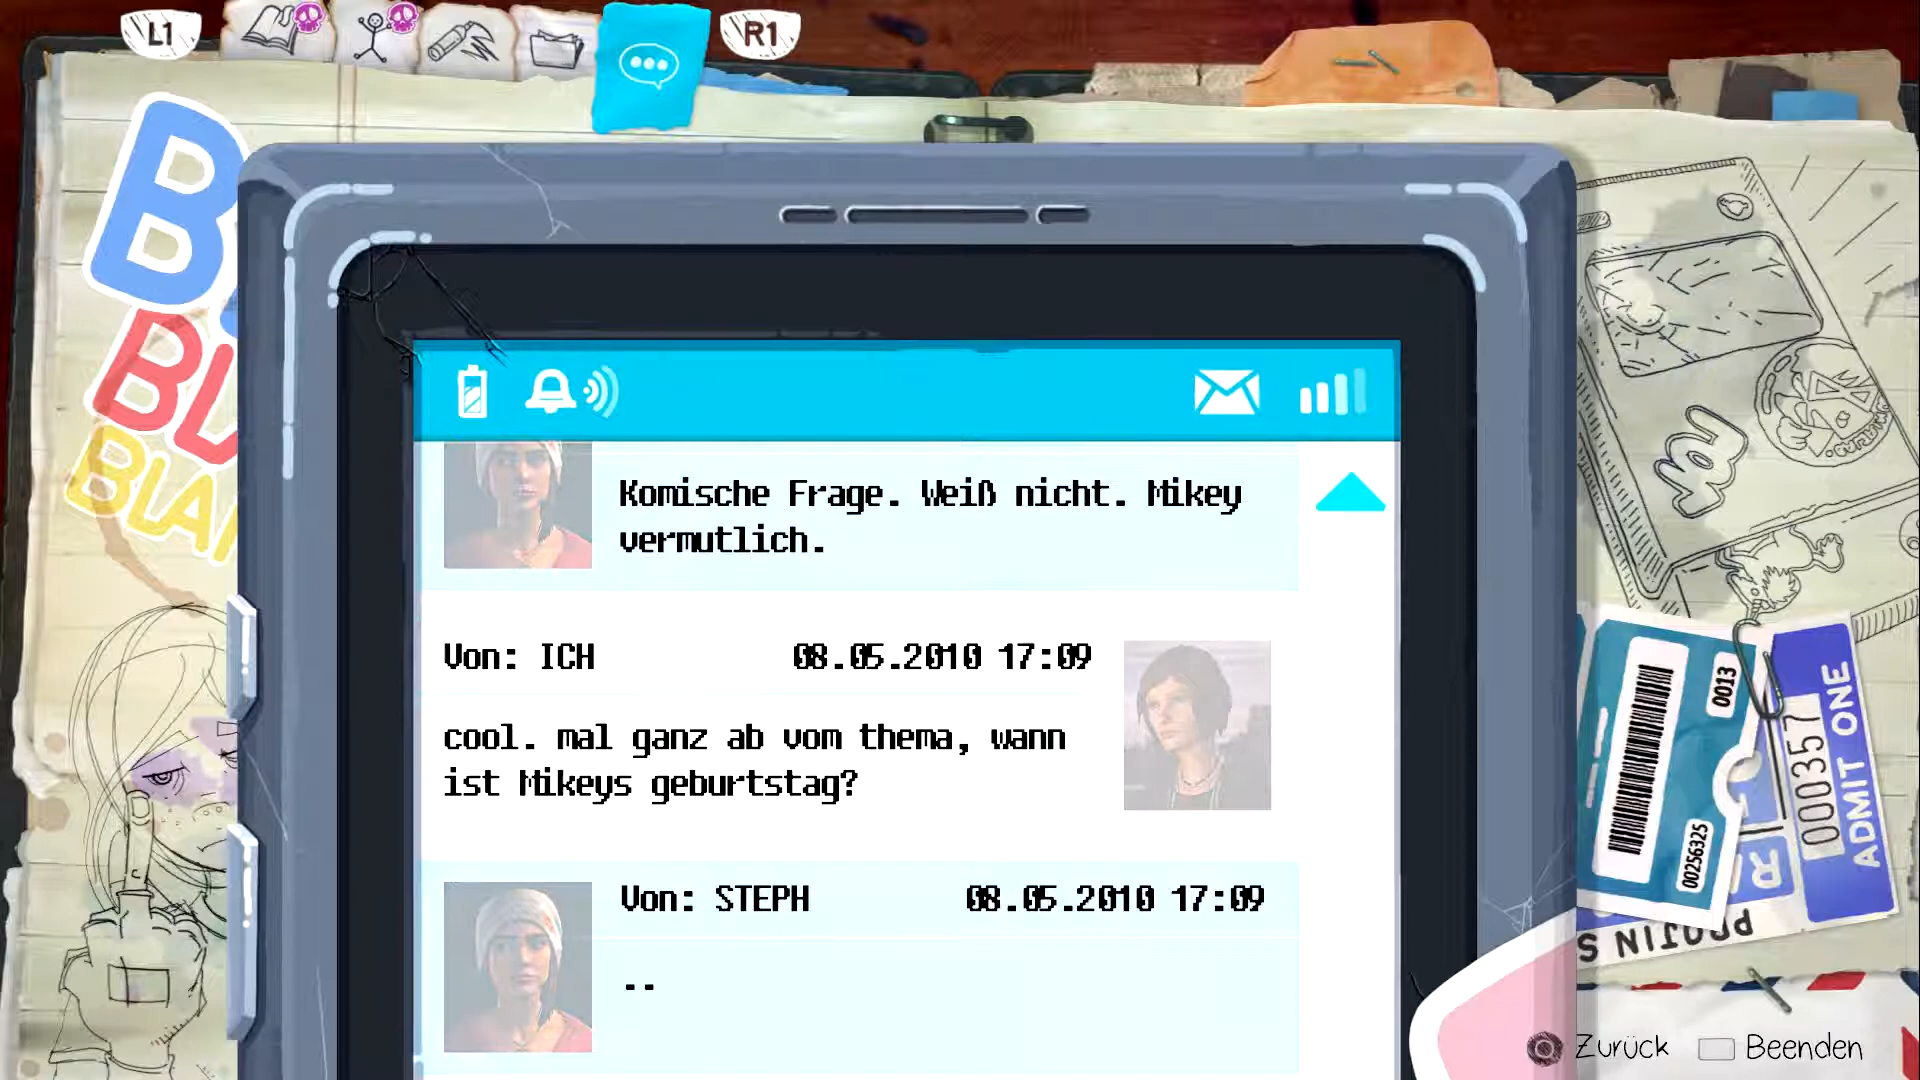 L1
R1
Komische Frage. Weiß nicht. Mikey
vermutlich.
Von: ICH 08.05.2010 17:09
cool. mal ganz ab vom thema, wann
ist Mikeys geburtstag?
Von: STEPH 08.05.2010 17:09
..
BLA
0013
00256325
000357
ADMIT ONE
Zurück
Beenden